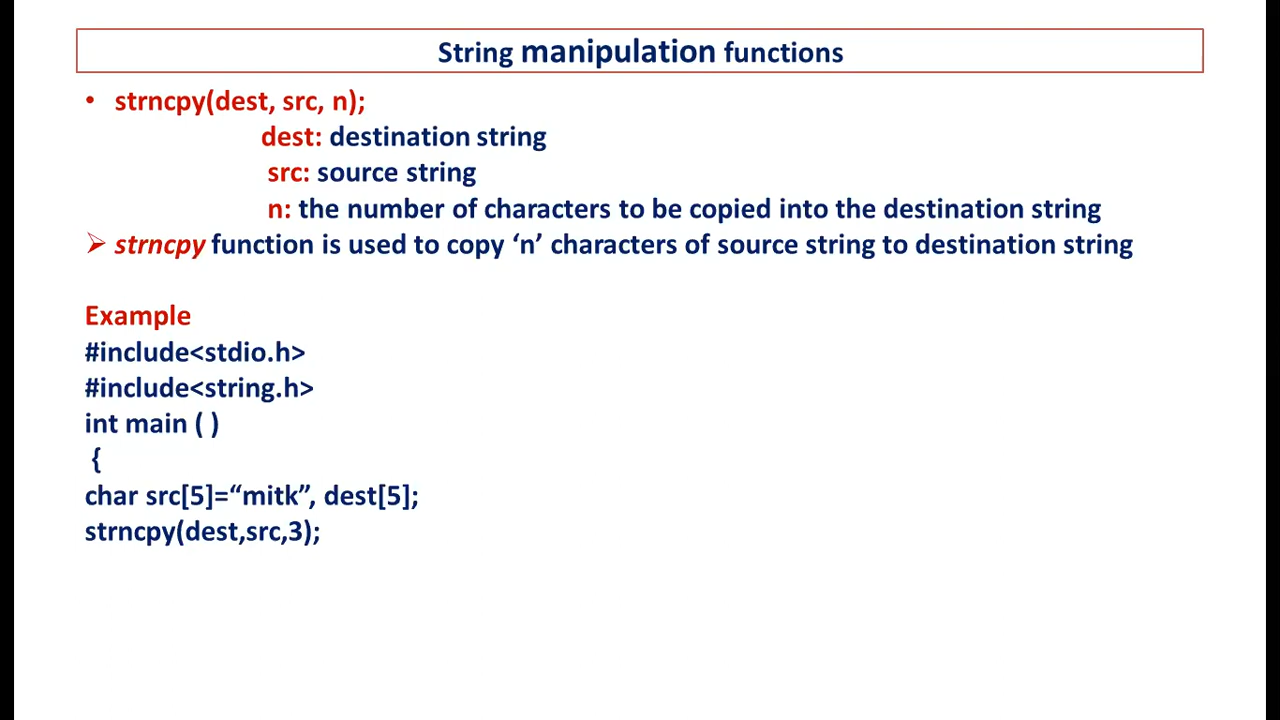 String manipulation functions
• strncpy(dest, src, n);
dest: destination string
src: source string
n: the number of characters to be copied into the destination string
➢ strncpy function is used to copy ‘n’ characters of source string to destination string
Example
#include<stdio.h>
#include<string.h>
int main ( )
{
char src[5]=“mitk”, dest[5];
strncpy(dest,src,3);